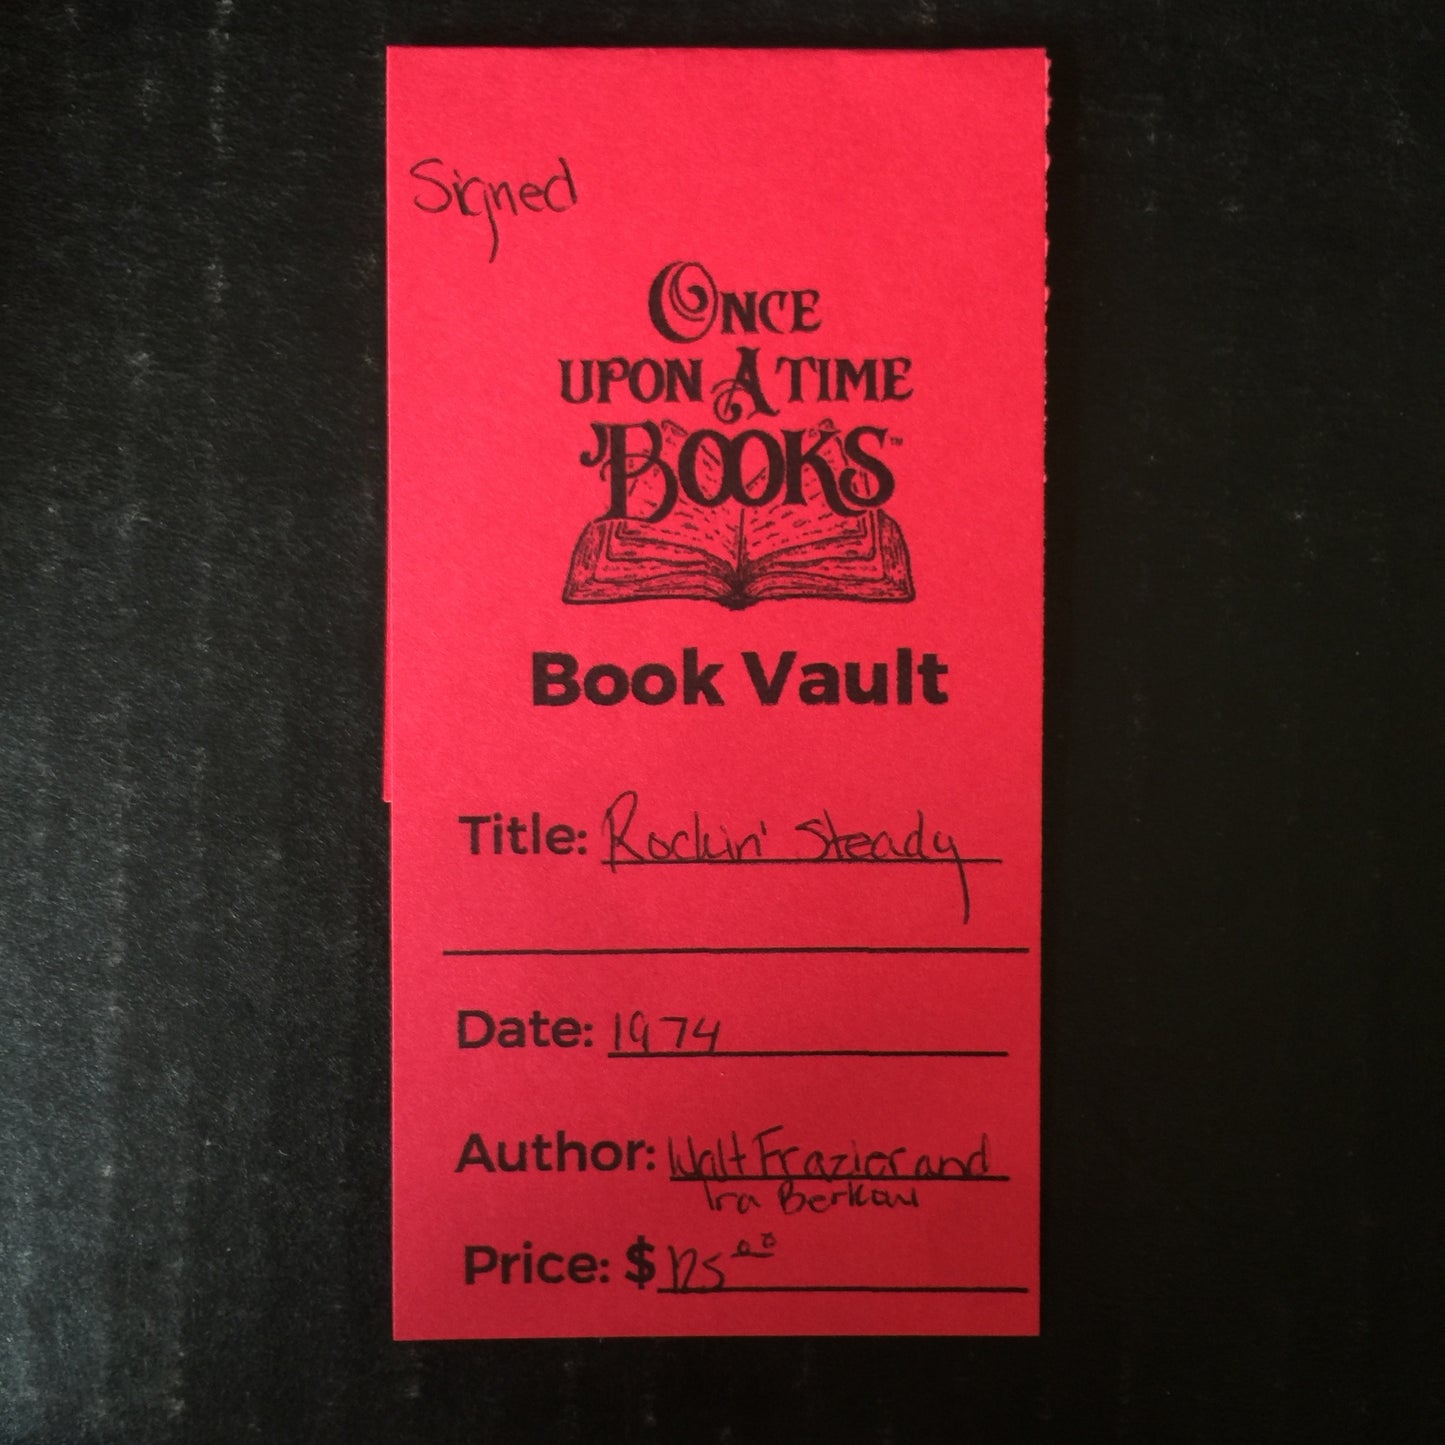 Signed
ONCE
UPON A TIME
BOOKS™
Book Vault
Title: Rockin' Steady
Date: 1974
Author: Walt Frazier and
Ira Berkow
Price: $ 125 00